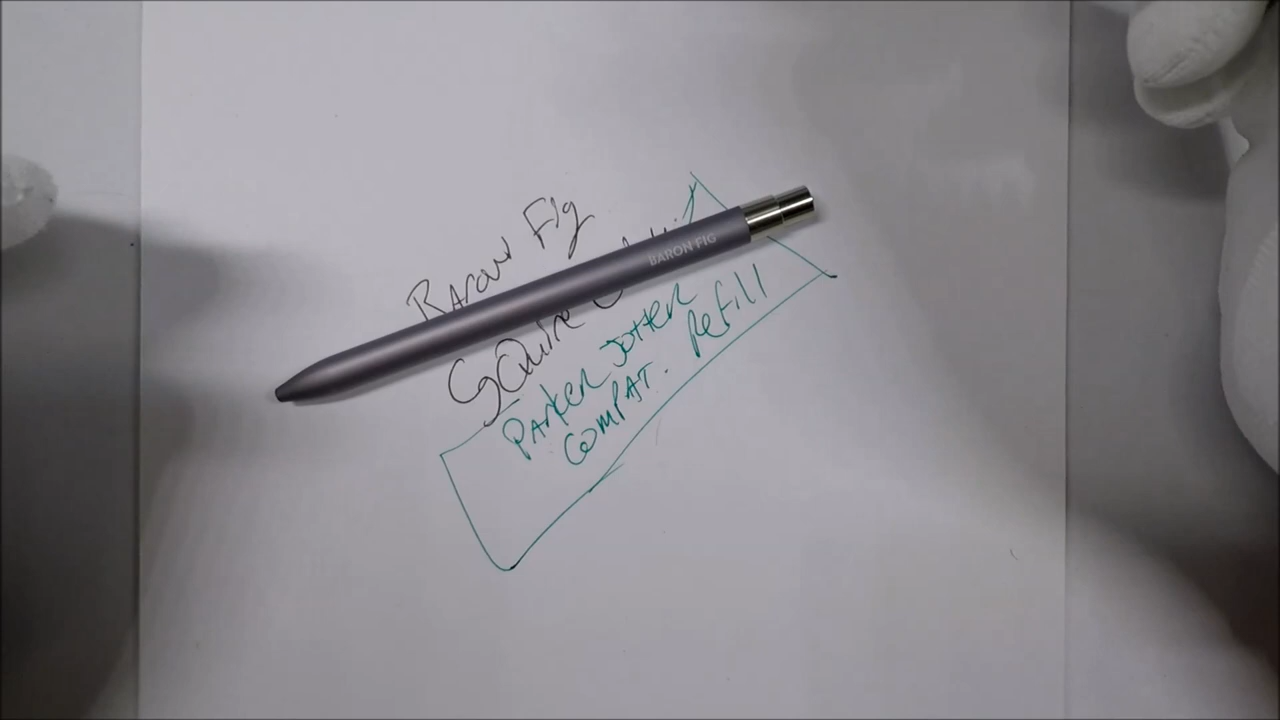 Baron Fig
BARON FIG
Squire
Parker Jotter
Compat. Refill